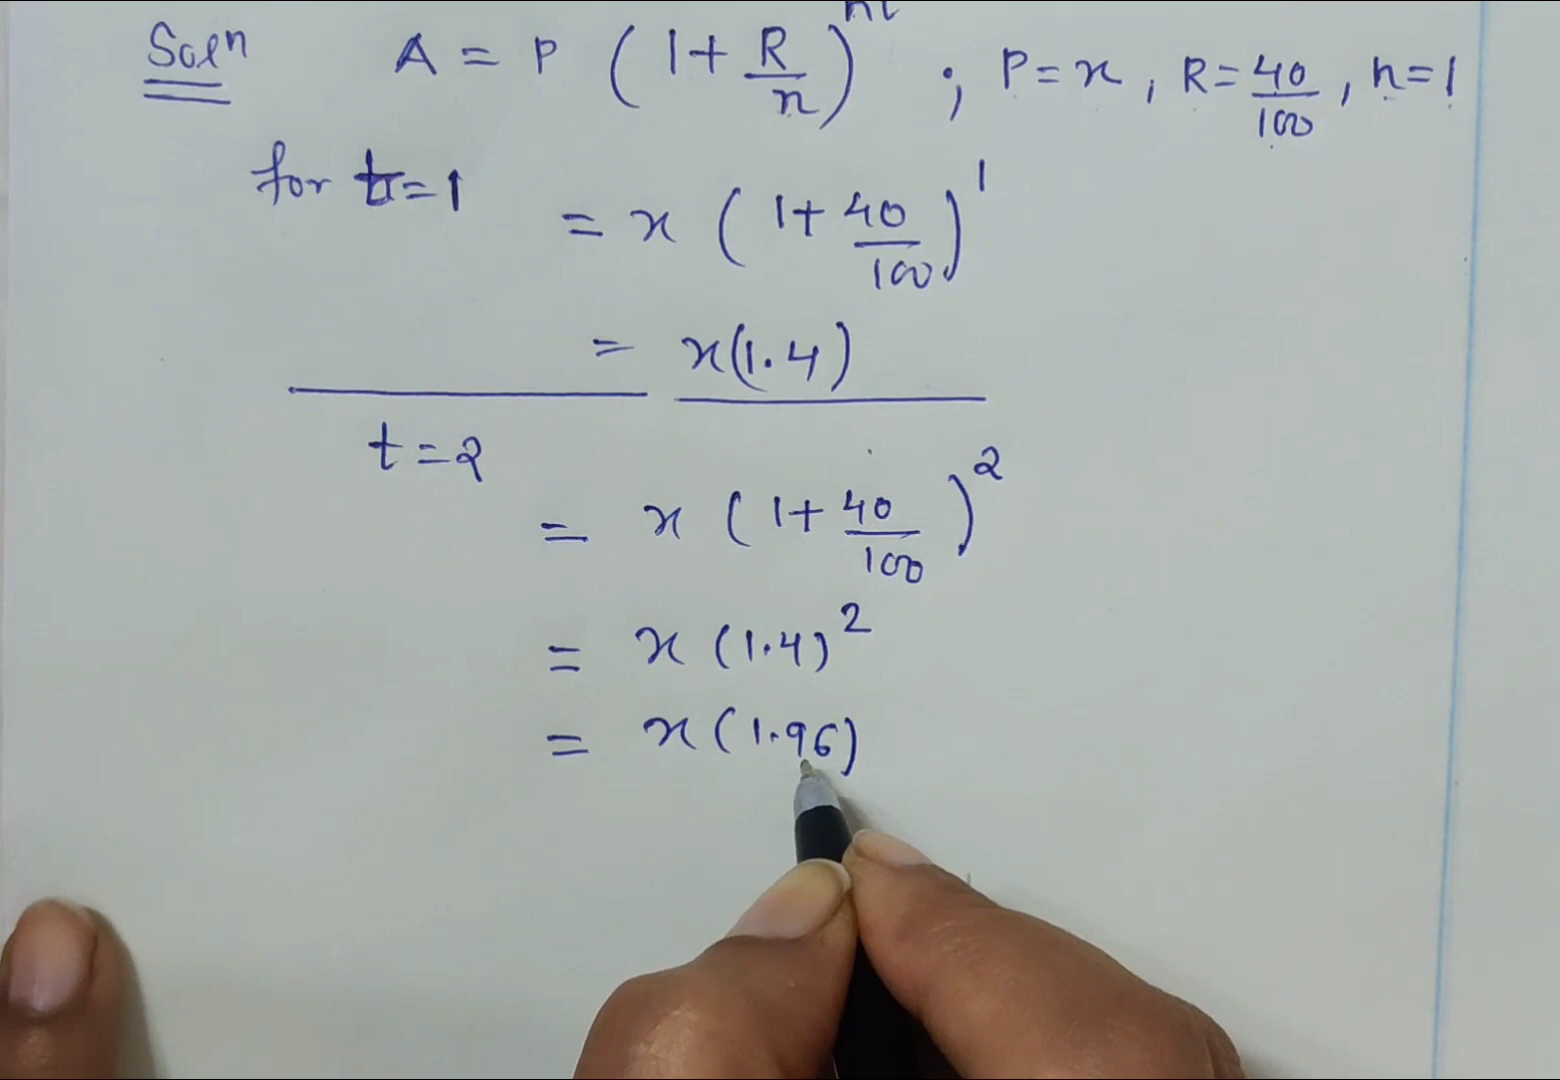 Solⁿ A = P (1 + R/n)^nt ; P = x, R = 40/100, n = 1
for t = 1
= x (1 + 40/100)^1
= x(1.4)
t = 2
= x (1 + 40/100)^2
= x (1.4)^2
= x (1.96)